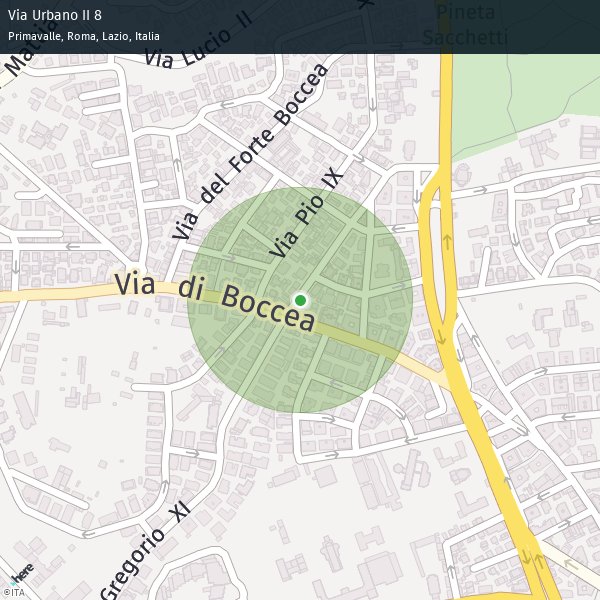 Via Urbano II 8
Primavalle, Roma, Lazio, Italia
Pineta
Sacchetti
Via Lucio II
Via del Forte Boccea
Via Pio IX
Via di Boccea
Gregorio XI
here
©ITA